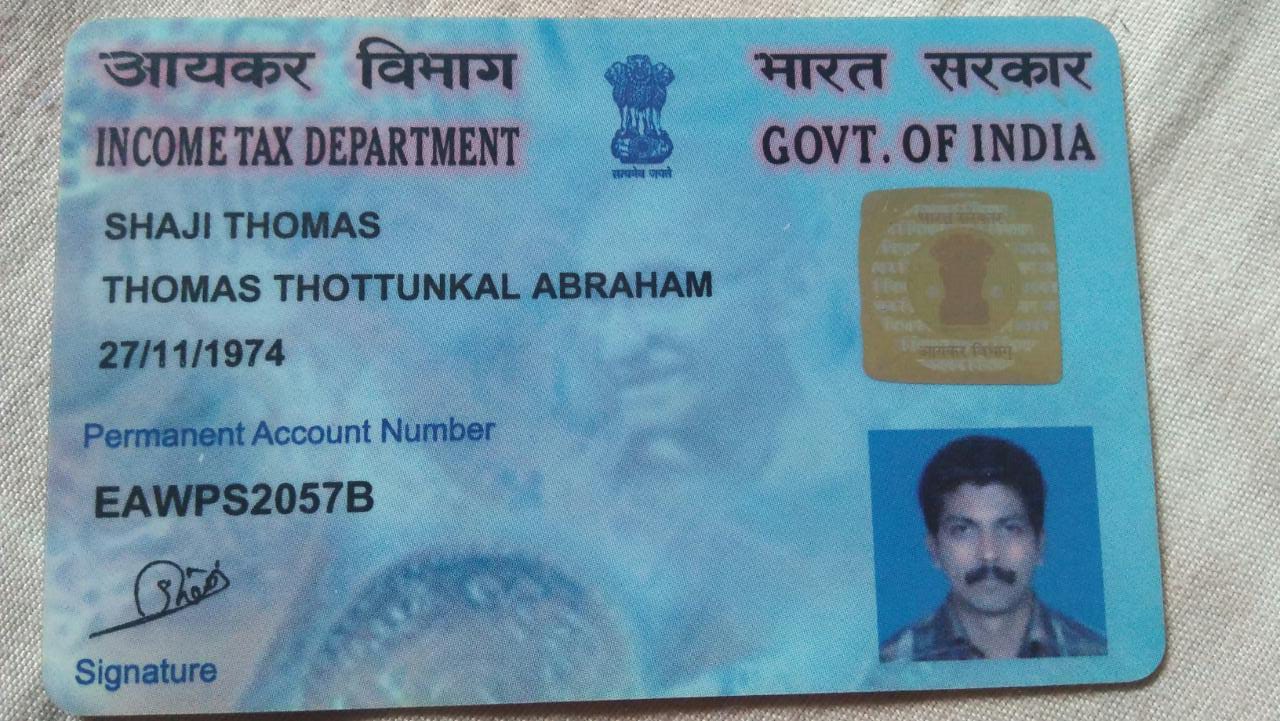 आयकर विभाग
भारत सरकार
INCOME TAX DEPARTMENT
GOVT. OF INDIA
सत्यमेव जयते
SHAJI THOMAS
THOMAS THOTTUNKAL ABRAHAM
27/11/1974
भारत सरकार
आयकर विभाग
Permanent Account Number
EAWPS2057B
Signature